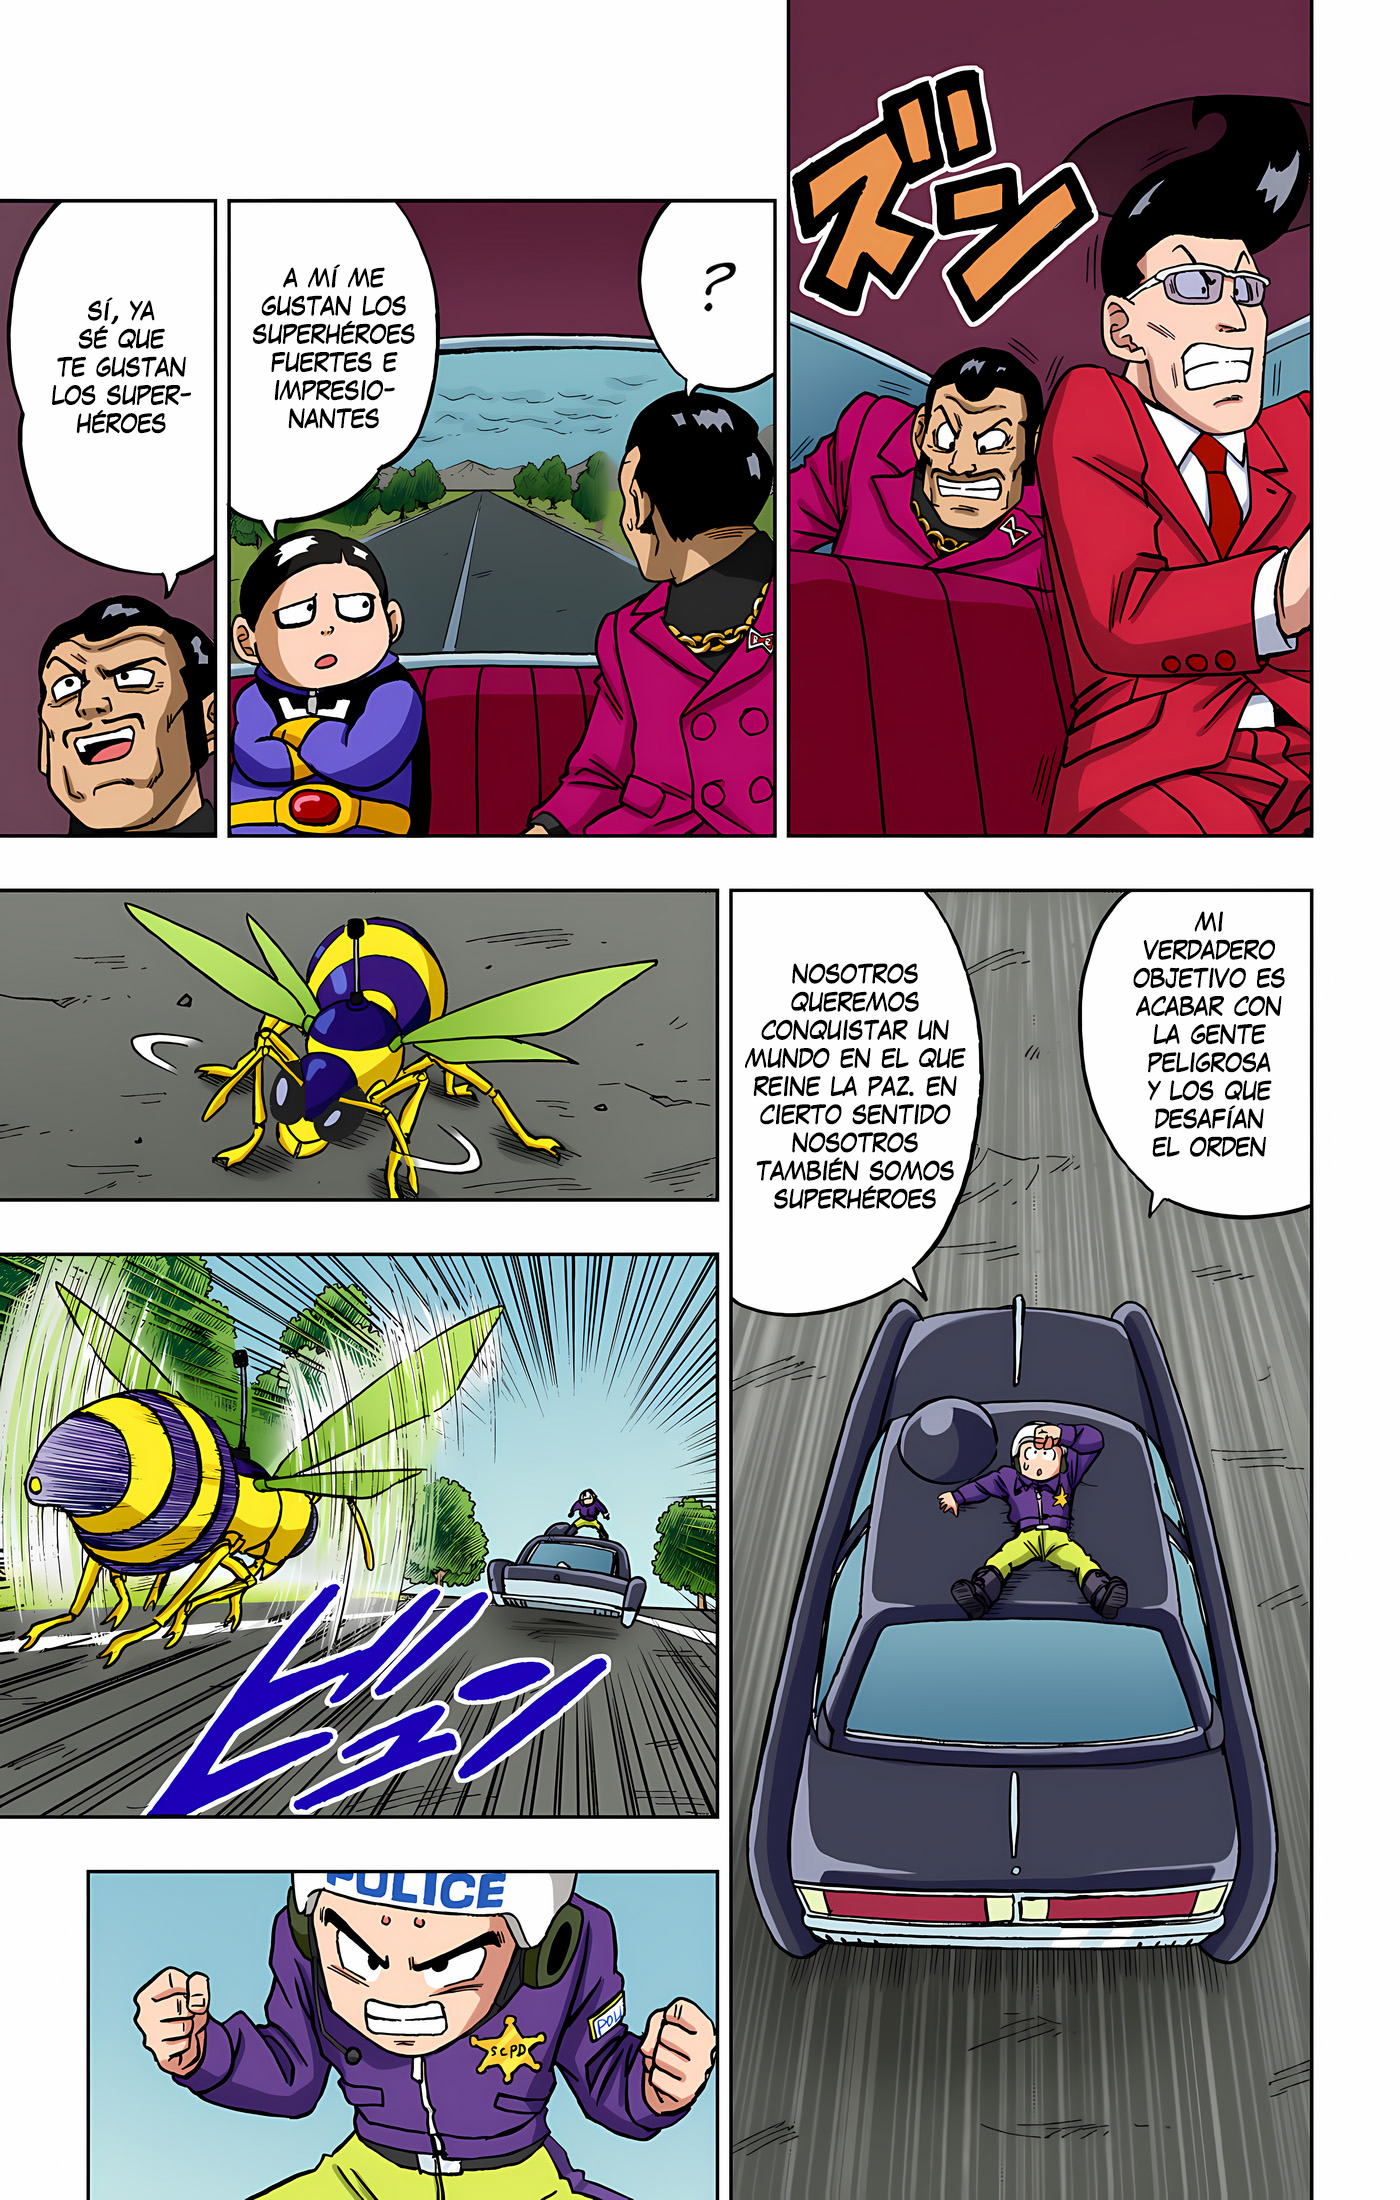 ズン
?
A MÍ ME
GUSTAN LOS
SUPERHÉROES
FUERTES E
IMPRESIO-
NANTES
SÍ, YA
SÉ QUE
TE GUSTAN
LOS SUPER-
HÉROES
MI
VERDADERO
OBJETIVO ES
ACABAR CON
LA GENTE
PELIGROSA
Y LOS QUE
DESAFÍAN
EL ORDEN
NOSOTROS
QUEREMOS
CONQUISTAR UN
MUNDO EN EL QUE
REINE LA PAZ. EN
CIERTO SENTIDO
NOSOTROS
TAMBIÉN SOMOS
SUPERHÉROES
ビュン
POLICE
SCPD
POLI